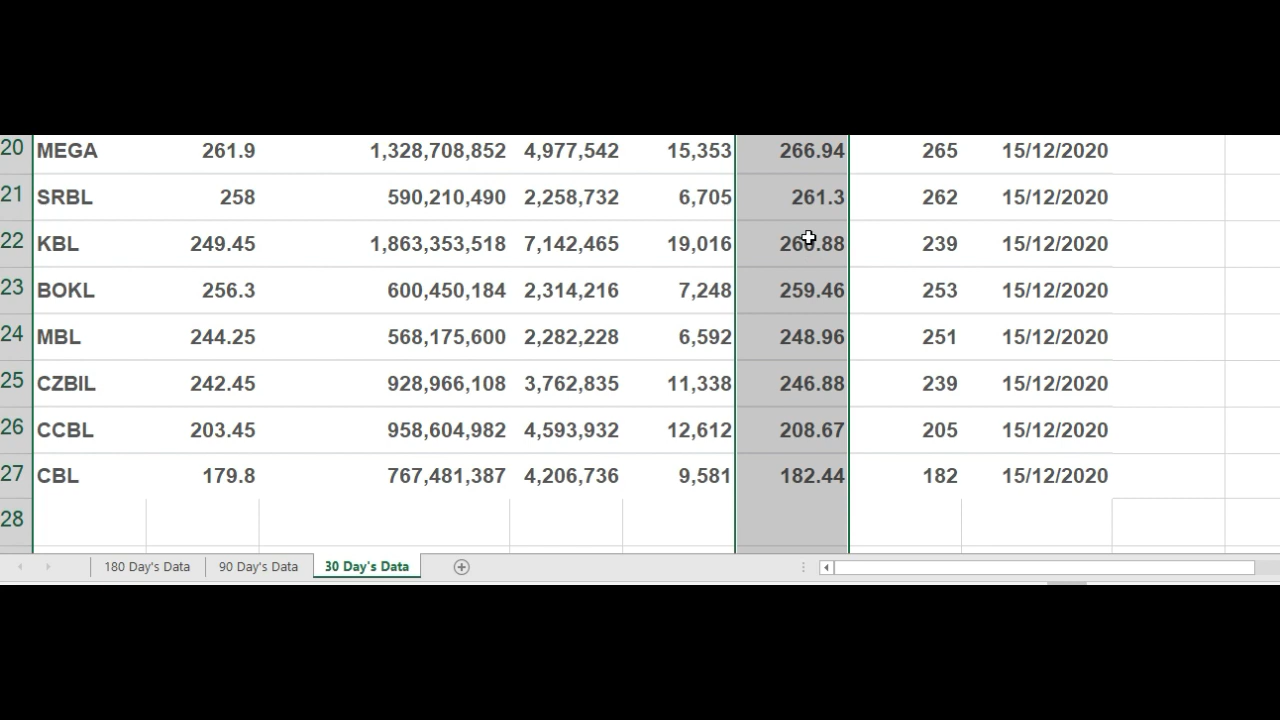 20 MEGA 261.9 1,328,708,852 4,977,542 15,353 266.94 265 15/12/2020
21 SRBL 258 590,210,490 2,258,732 6,705 261.3 262 15/12/2020
22 KBL 249.45 1,863,353,518 7,142,465 19,016 260.88 239 15/12/2020
23 BOKL 256.3 600,450,184 2,314,216 7,248 259.46 253 15/12/2020
24 MBL 244.25 568,175,600 2,282,228 6,592 248.96 251 15/12/2020
25 CZBIL 242.45 928,966,108 3,762,835 11,338 246.88 239 15/12/2020
26 CCBL 203.45 958,604,982 4,593,932 12,612 208.67 205 15/12/2020
27 CBL 179.8 767,481,387 4,206,736 9,581 182.44 182 15/12/2020
28
180 Day's Data 90 Day's Data 30 Day's Data